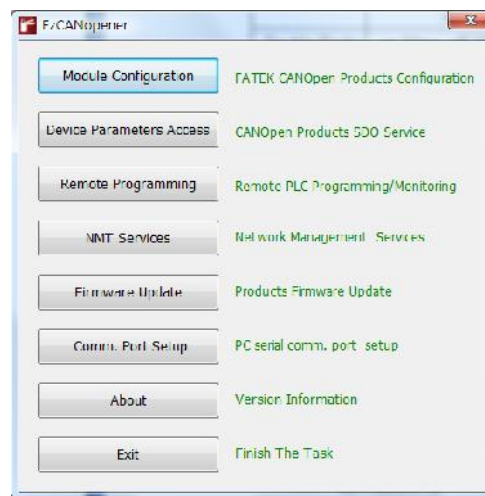 EzCANopener
Module Configuration FATEK CANOpen Products Configuration
Device Parameters Access CANOpen Products SDO Service
Remote Programming Remote PLC Programming/Monitoring
NMT Services Network Management Services
Firmware Update Products Firmware Update
Comm. Port Setup PC serial comm. port setup
About Version Information
Exit Finish The Task